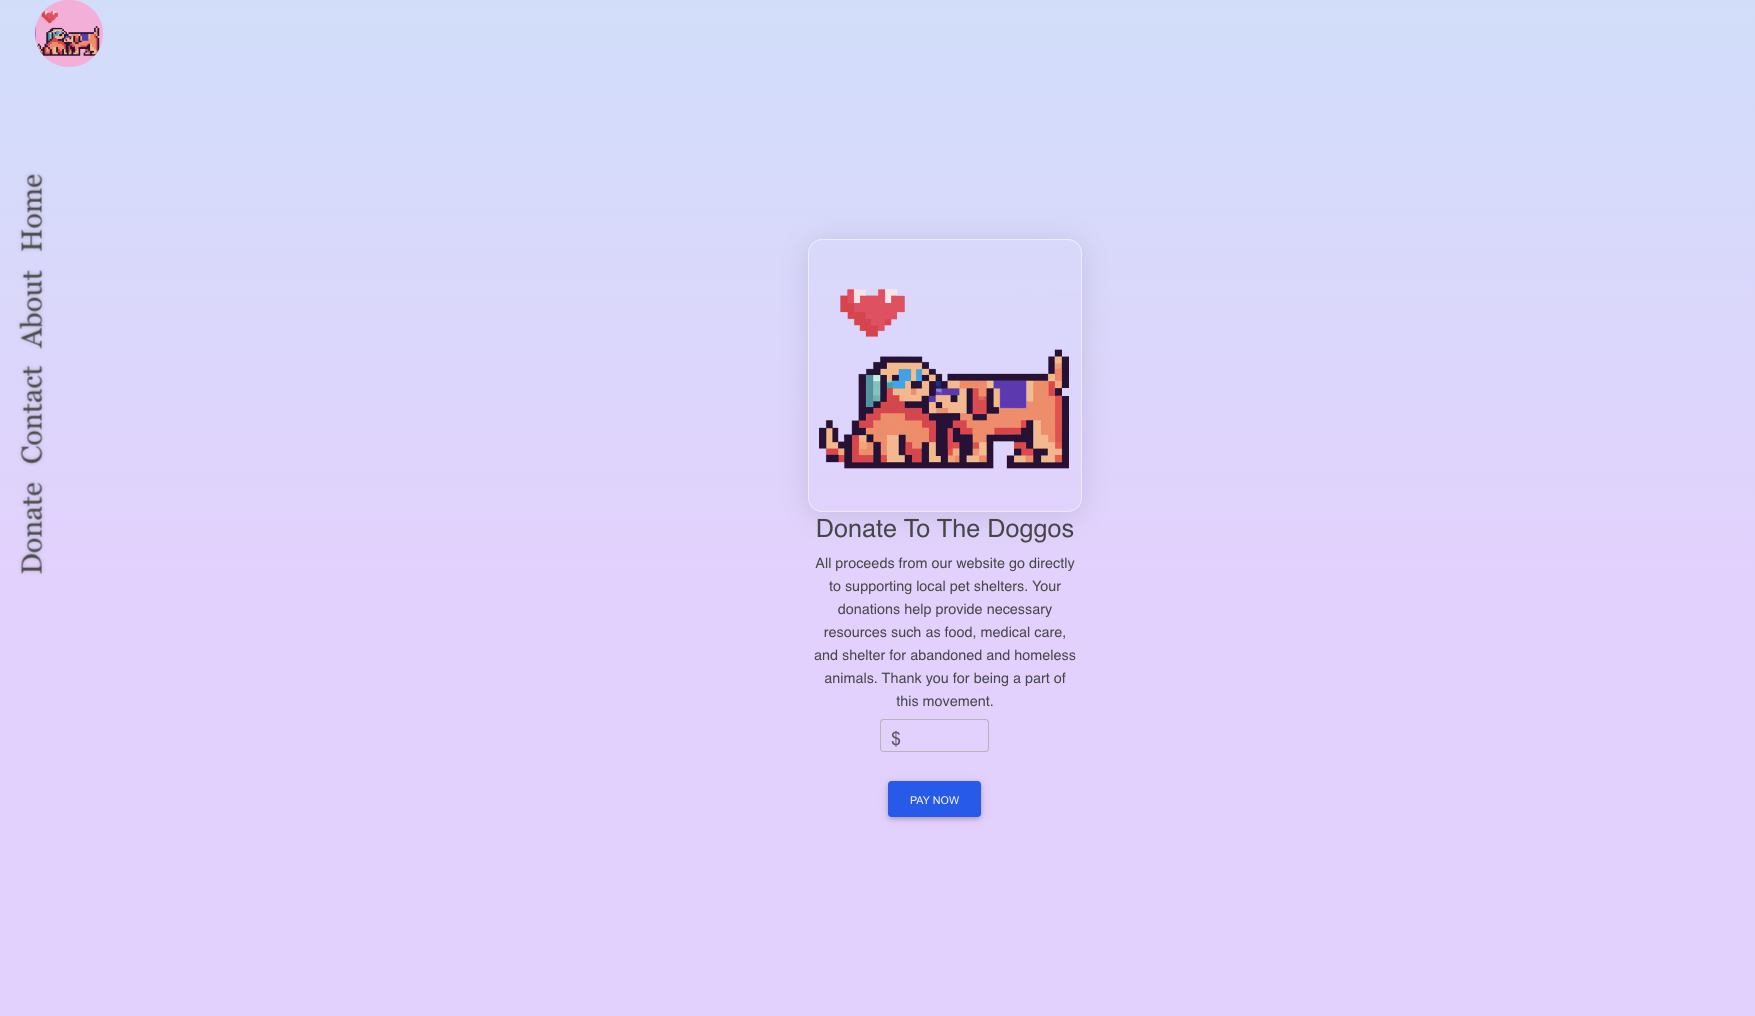 Home
About
Contact
Donate
Donate To The Doggos
All proceeds from our website go directly
to supporting local pet shelters. Your
donations help provide necessary
resources such as food, medical care,
and shelter for abandoned and homeless
animals. Thank you for being a part of
this movement.
$
PAY NOW